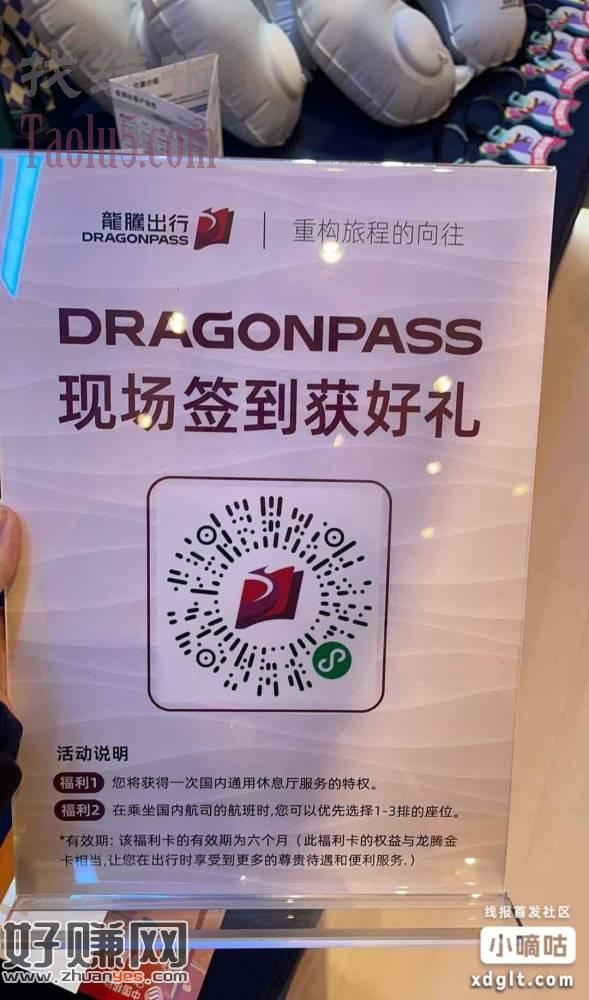 找线报
Taolu5.com
龍騰出行
DRAGONPASS
重构旅程的向往
DRAGONPASS
现场签到获好礼
活动说明
福利1 您将获得一次国内通用休息厅服务的特权。
福利2 在乘坐国内航司的航班时,您可以优先选择1-3排的座位。
*有效期: 该福利卡的有效期为六个月 (此福利卡的权益与龙腾金
卡相当,让您在出行时享受到更多的尊贵待遇和便利服务.)
线报首发社区
好赚网
小嘀咕
www.zhuanyes.com
xdglt.com